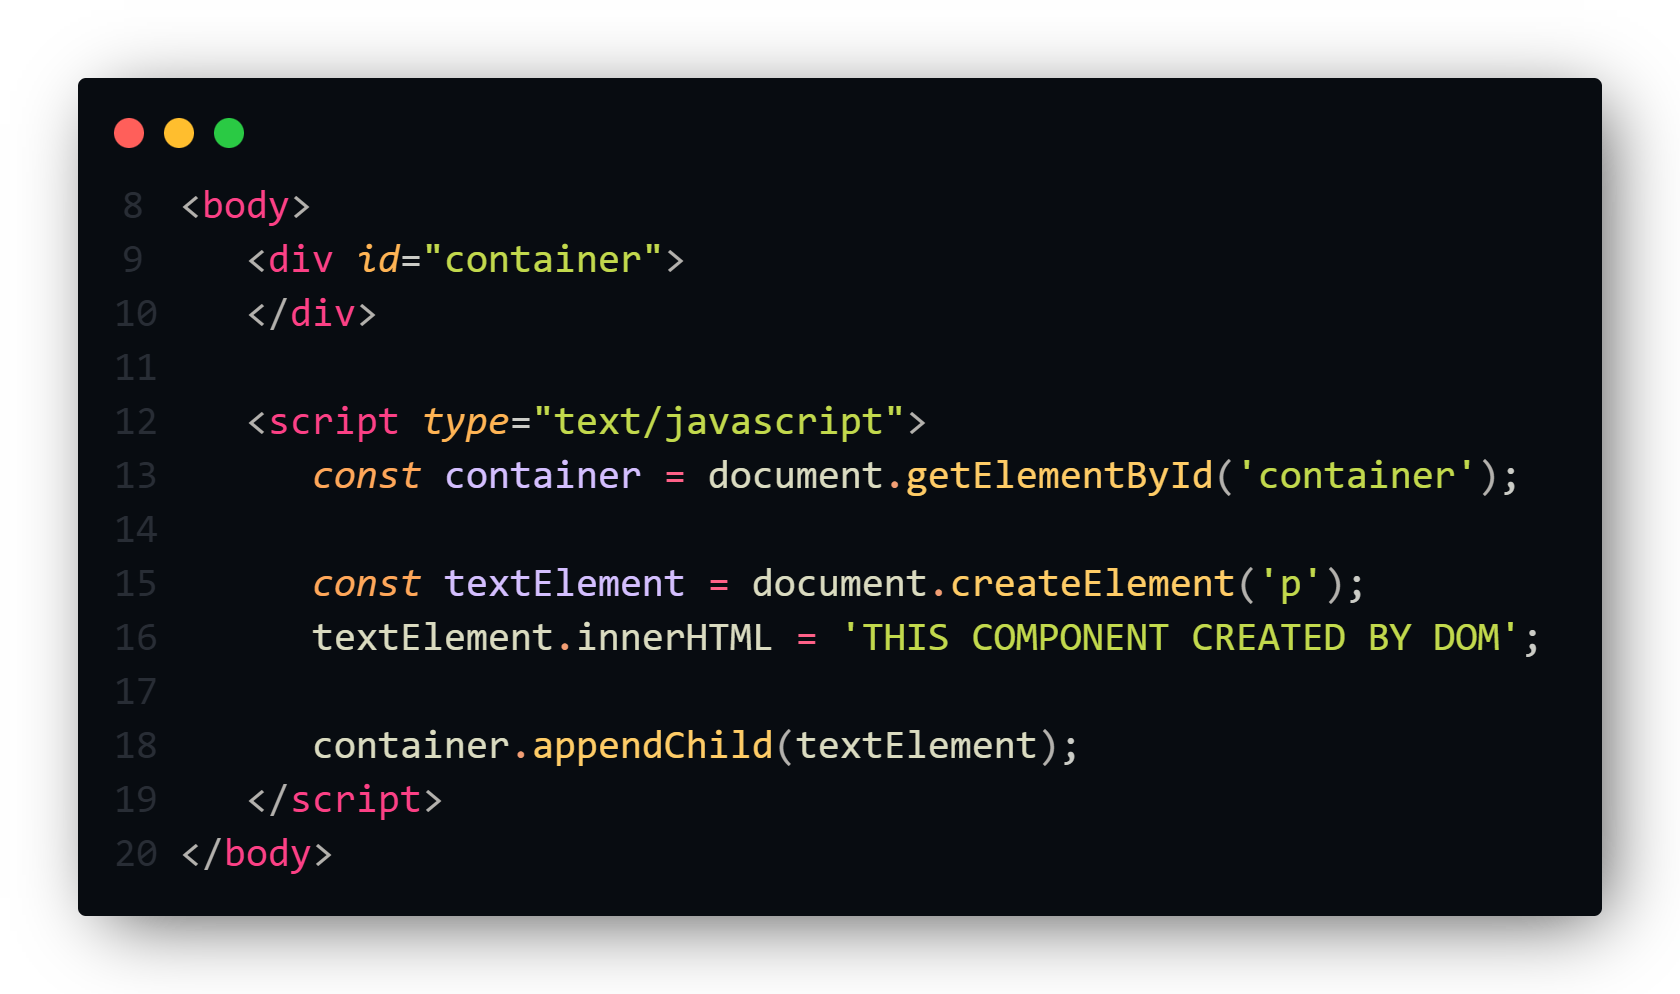 8 <body>
9    <div id="container">
10    </div>
11
12    <script type="text/javascript">
13       const container = document.getElementById('container');
14
15       const textElement = document.createElement('p');
16       textElement.innerHTML = 'THIS COMPONENT CREATED BY DOM';
17
18       container.appendChild(textElement);
19    </script>
20 </body>